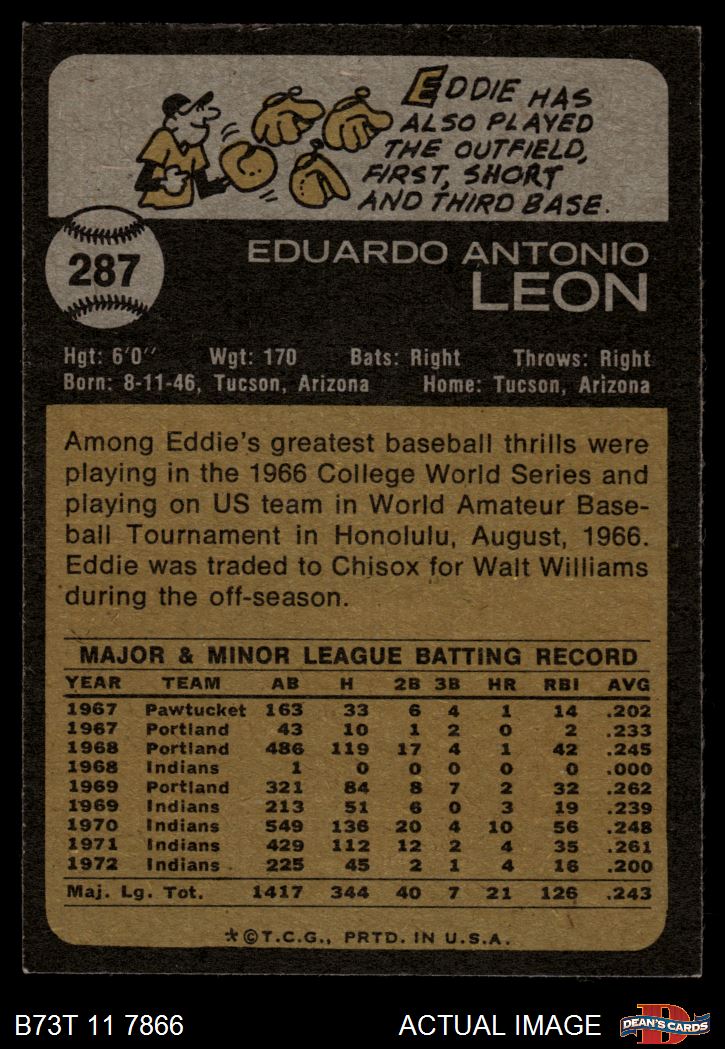 EDDIE HAS
ALSO PLAYED
THE OUTFIELD,
FIRST, SHORT
AND THIRD BASE.
287
EDUARDO ANTONIO
LEON
Hgt: 6'0'' Wgt: 170 Bats: Right Throws: Right
Born: 8-11-46, Tucson, Arizona Home: Tucson, Arizona
Among Eddie's greatest baseball thrills were
playing in the 1966 College World Series and
playing on US team in World Amateur Base-
ball Tournament in Honolulu, August, 1966.
Eddie was traded to Chisox for Walt Williams
during the off-season.
MAJOR & MINOR LEAGUE BATTING RECORD
YEAR TEAM AB H 2B 3B HR RBI AVG
1967 Pawtucket 163 33 6 4 1 14 .202
1967 Portland 43 10 1 2 0 2 .233
1968 Portland 486 119 17 4 1 42 .245
1968 Indians 1 0 0 0 0 0 .000
1969 Portland 321 84 8 7 2 32 .262
1969 Indians 213 51 6 0 3 19 .239
1970 Indians 549 136 20 4 10 56 .248
1971 Indians 429 112 12 2 4 35 .261
1972 Indians 225 45 2 1 4 16 .200
Maj. Lg. Tot. 1417 344 40 7 21 126 .243
*©T.C.G., PRTD. IN U.S.A.
B73T 11 7866 ACTUAL IMAGE
D
DEAN'S CARDS